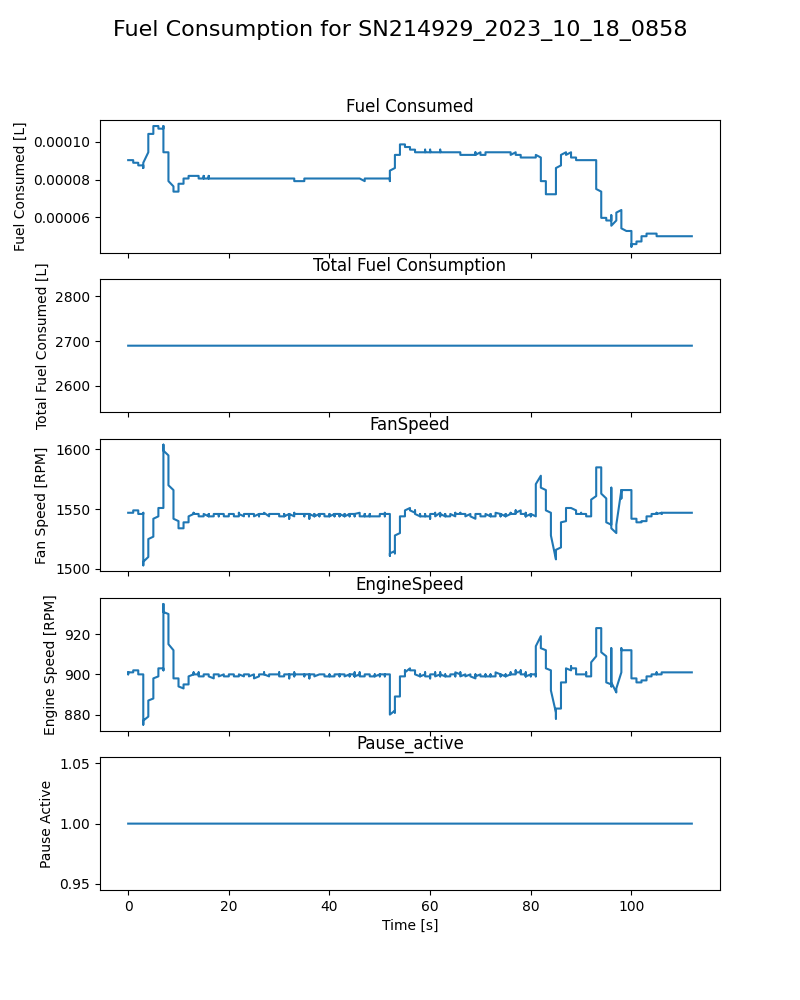 Fuel Consumption for SN214929_2023_10_18_0858
Fuel Consumed
Fuel Consumed [L]
0.00010
0.00008
0.00006
Total Fuel Consumption
Total Fuel Consumed [L]
2800
2700
2600
FanSpeed
Fan Speed [RPM]
1600
1550
1500
EngineSpeed
Engine Speed [RPM]
920
900
880
Pause_active
Pause Active
1.05
1.00
0.95
0 20 40 60 80 100
Time [s]